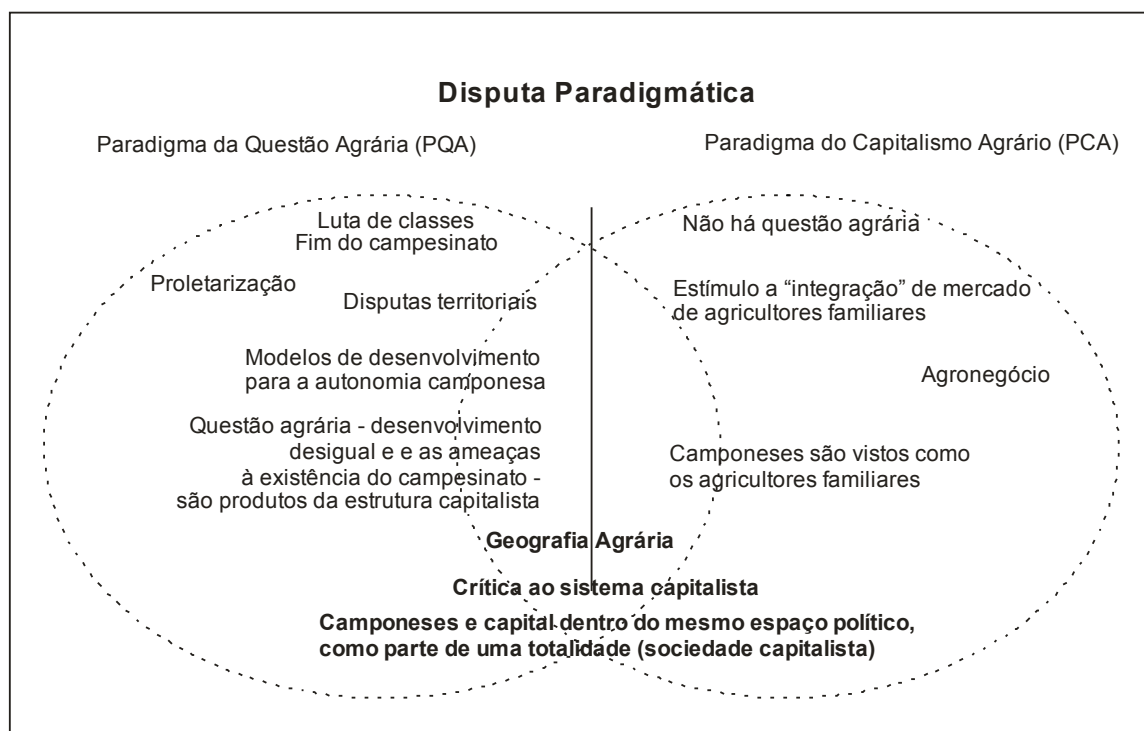 Disputa Paradigmática
Paradigma da Questão Agrária (PQA)
Paradigma do Capitalismo Agrário (PCA)
Luta de classes
Fim do campesinato
Proletarização
Disputas territoriais
Modelos de desenvolvimento
para a autonomia camponesa
Questão agrária - desenvolvimento
desigual e e as ameaças
à existência do campesinato -
são produtos da estrutura capitalista
Não há questão agrária
Estímulo a “integração” de mercado
de agricultores familiares
Agronegócio
Camponeses são vistos como
os agricultores familiares
Geografia Agrária
Crítica ao sistema capitalista
Camponeses e capital dentro do mesmo espaço político,
como parte de uma totalidade (sociedade capitalista)